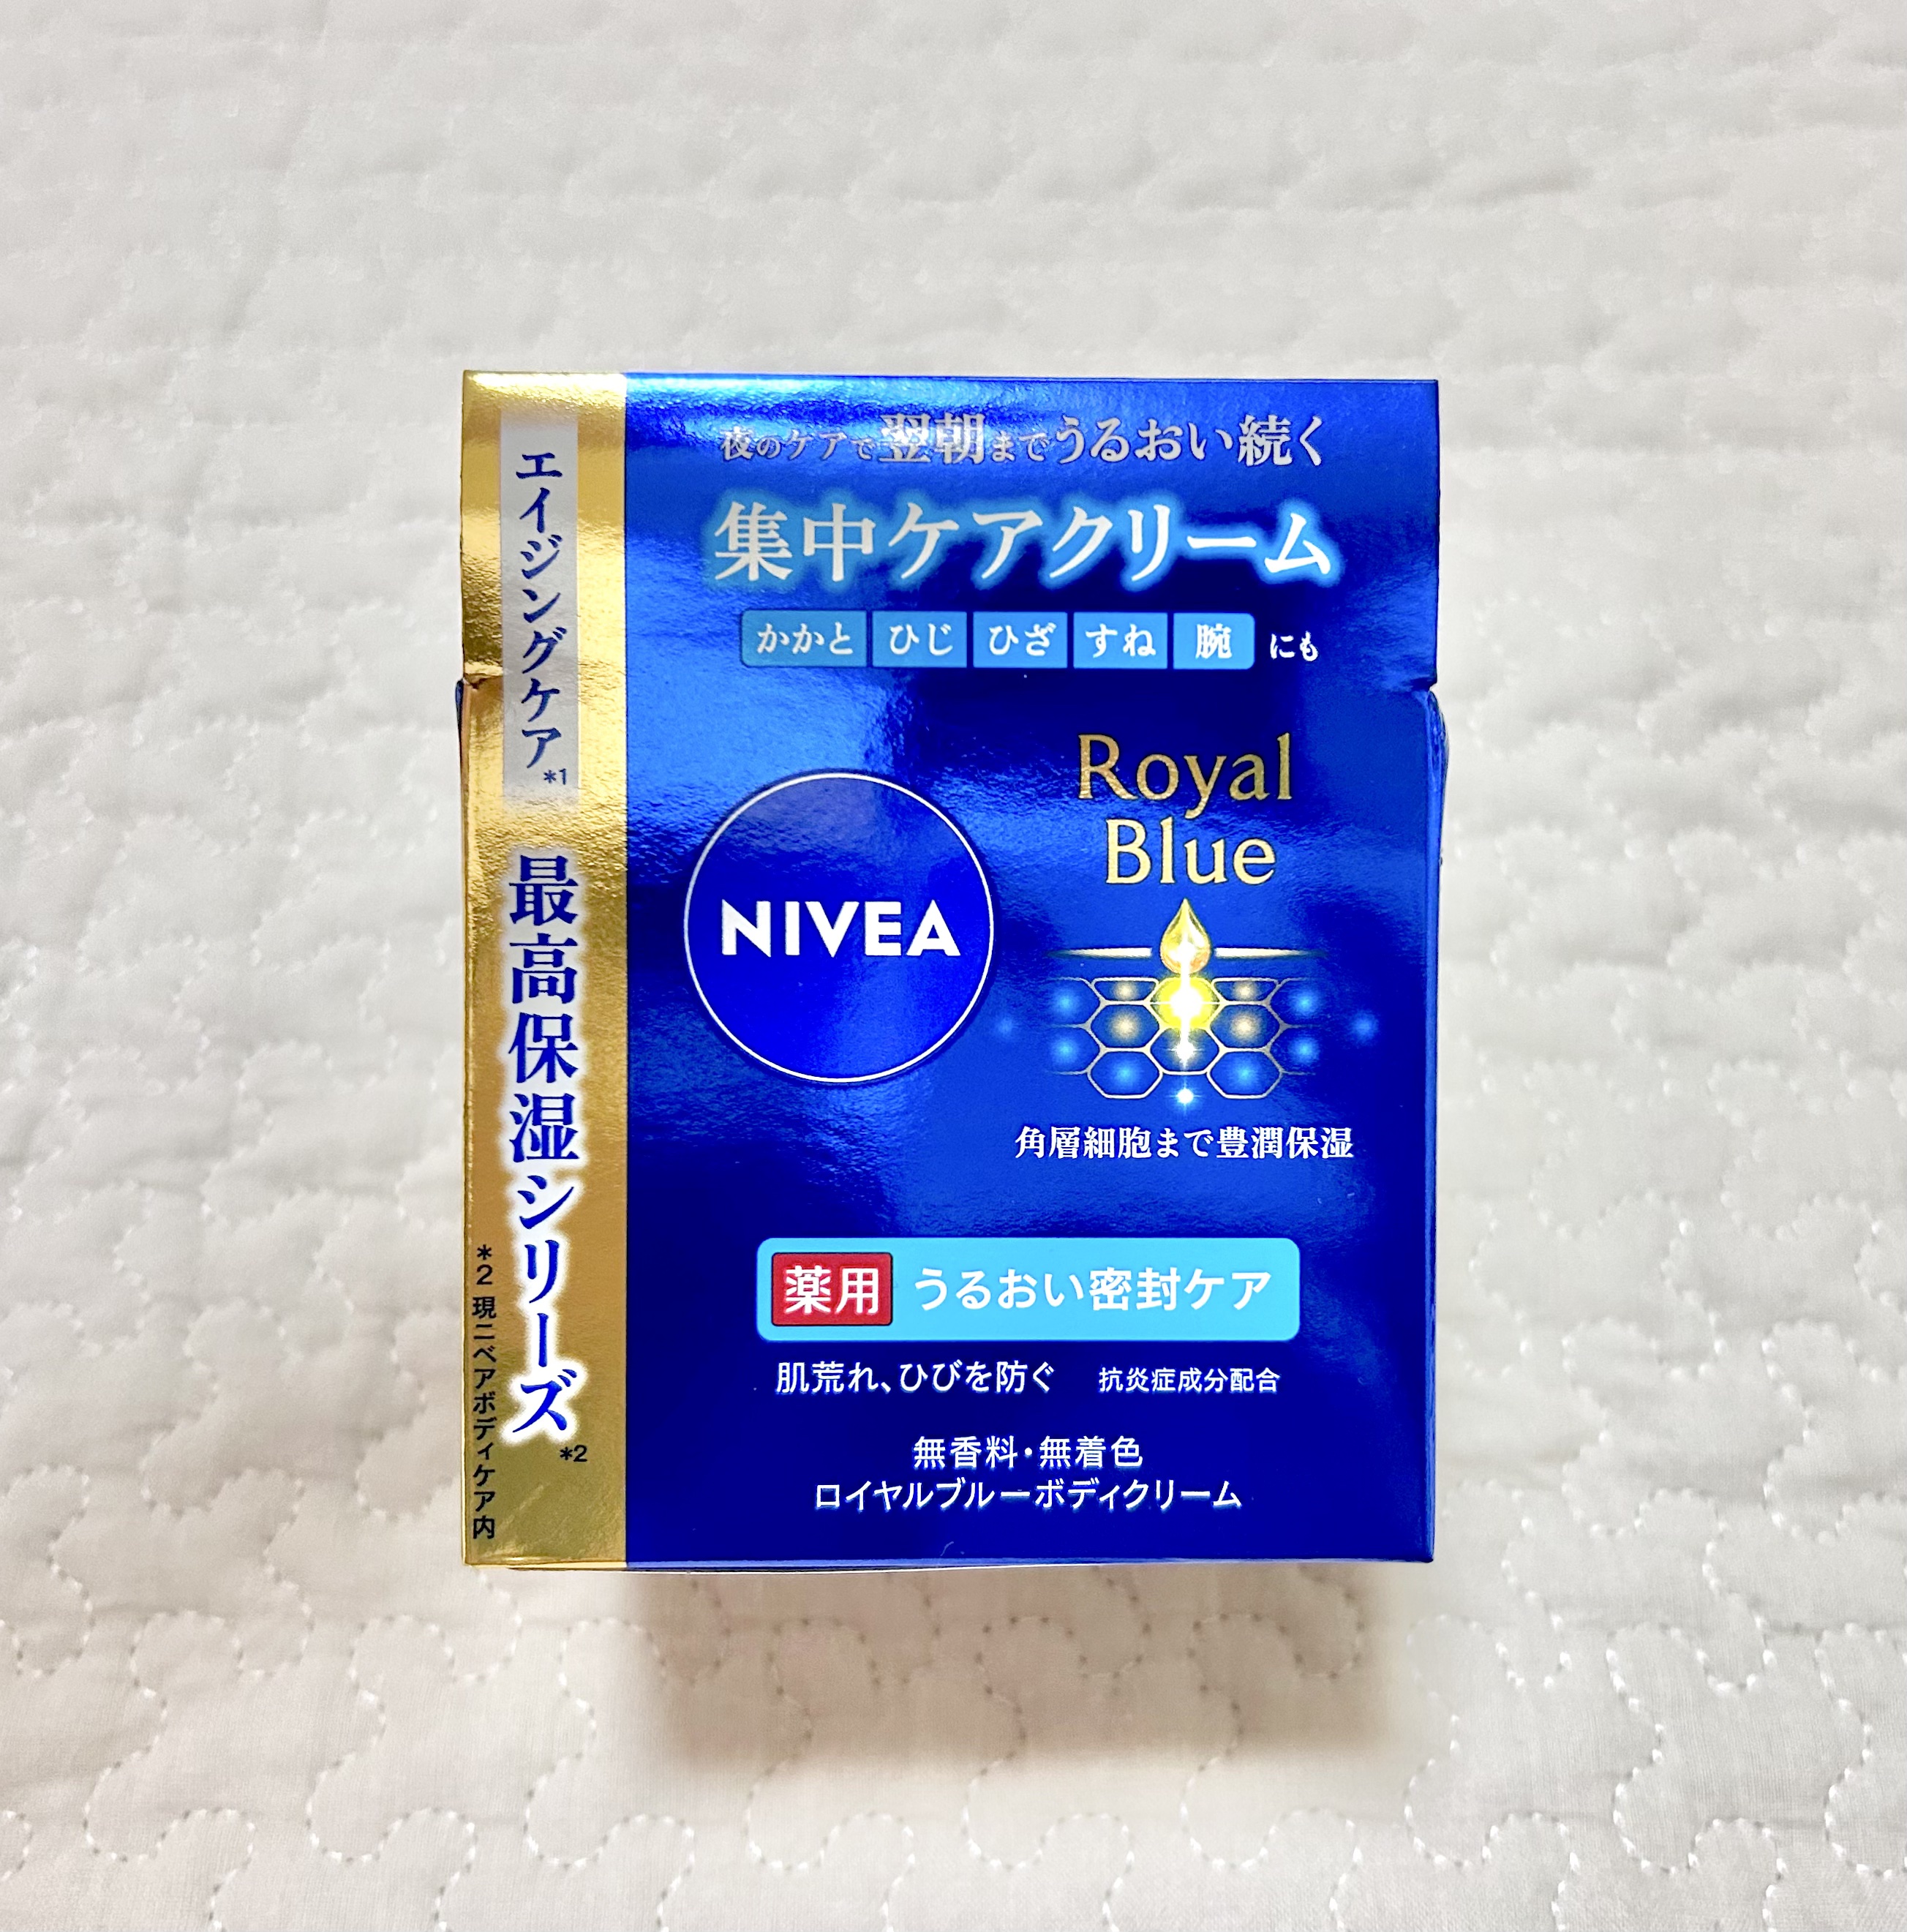 エイジングケア*1
最高保湿シリーズ*2
*2 現ニベアボディケア内
夜のケアで翌朝までうるおい続く
集中ケアクリーム
かかと ひじ ひざ すね 腕 にも
Royal
Blue
NIVEA
角層細胞まで豊潤保湿
薬用 うるおい密封ケア
肌荒れ、ひびを防ぐ 抗炎症成分配合
無香料・無着色
ロイヤルブルーボディクリーム